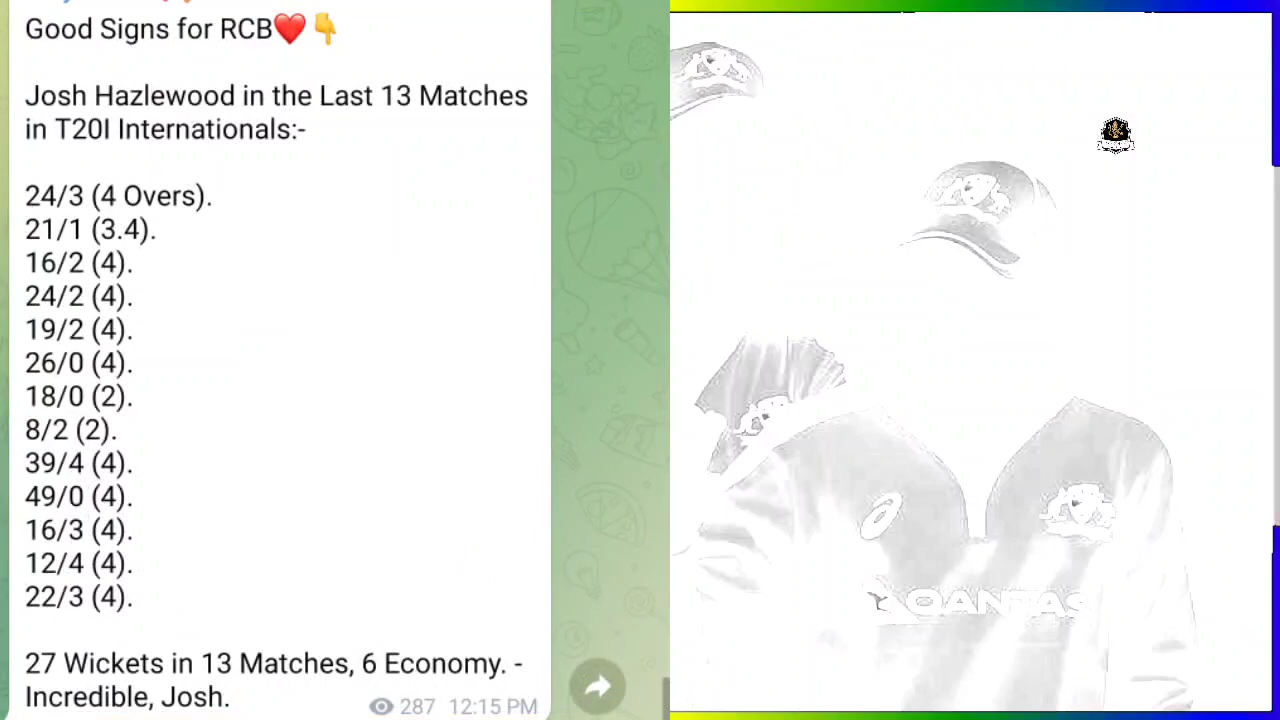 Good Signs for RCB❤️👇
Josh Hazlewood in the Last 13 Matches
in T20I Internationals:-
24/3 (4 Overs).
21/1 (3.4).
16/2 (4).
24/2 (4).
19/2 (4).
26/0 (4).
18/0 (2).
8/2 (2).
39/4 (4).
49/0 (4).
16/3 (4).
12/4 (4).
22/3 (4).
27 Wickets in 13 Matches, 6 Economy. -
Incredible, Josh.
287 12:15 PM
QANTAS